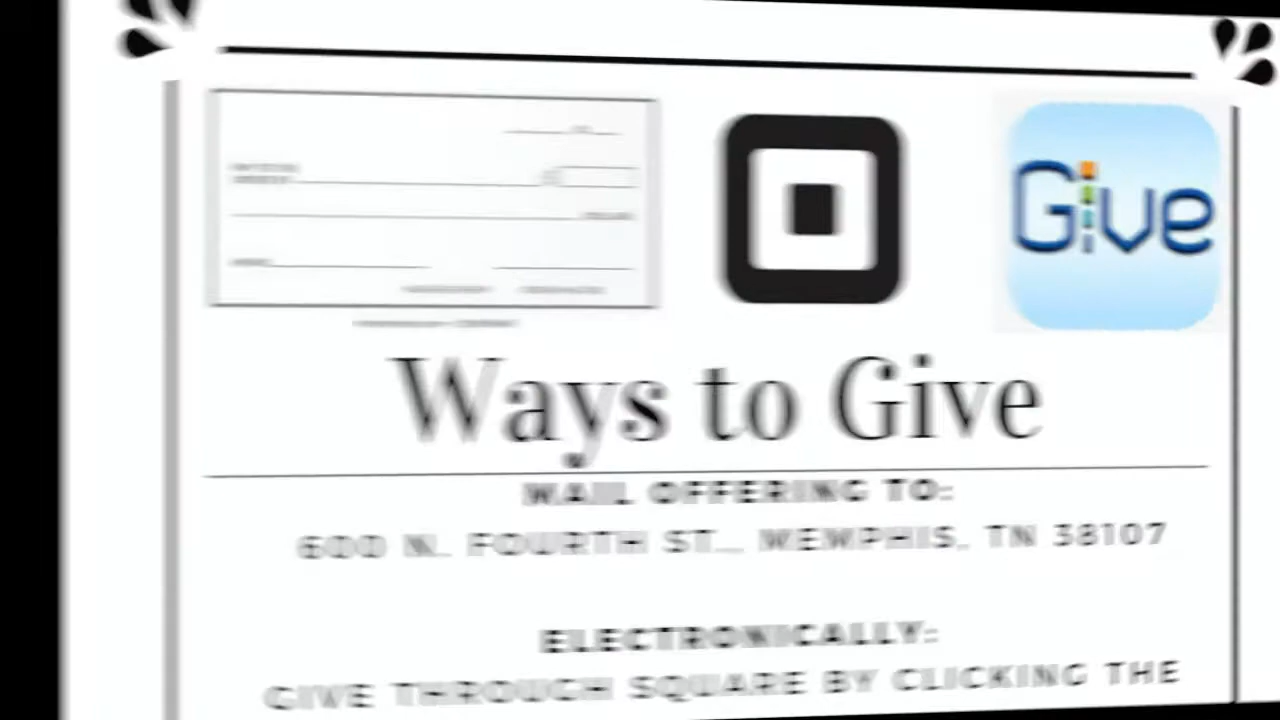 Give
Ways to Give
MAIL OFFERING TO:
600 N. FOURTH ST., MEMPHIS, TN 38107
ELECTRONICALLY:
GIVE THROUGH SQUARE BY CLICKING THE